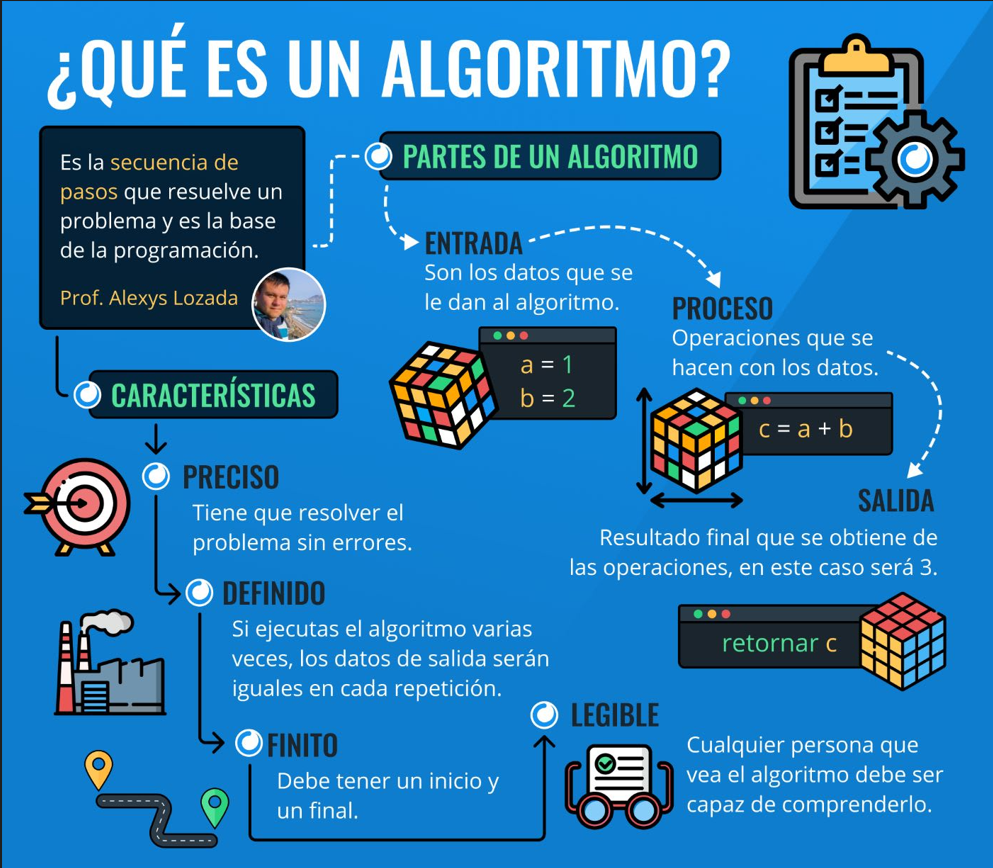 ¿QUÉ ES UN ALGORITMO?
Es la secuencia de
pasos que resuelve un
problema y es la base
de la programación.
Prof. Alexys Lozada
PARTES DE UN ALGORITMO
ENTRADA
Son los datos que se
le dan al algoritmo.
a = 1
b = 2
PROCESO
Operaciones que se
hacen con los datos.
c = a + b
SALIDA
Resultado final que se obtiene de
las operaciones, en este caso será 3.
retornar c
CARACTERÍSTICAS
PRECISO
Tiene que resolver el
problema sin errores.
DEFINIDO
Si ejecutas el algoritmo varias
veces, los datos de salida serán
iguales en cada repetición.
FINITO
Debe tener un inicio y
un final.
LEGIBLE
Cualquier persona que
vea el algoritmo debe ser
capaz de comprenderlo.